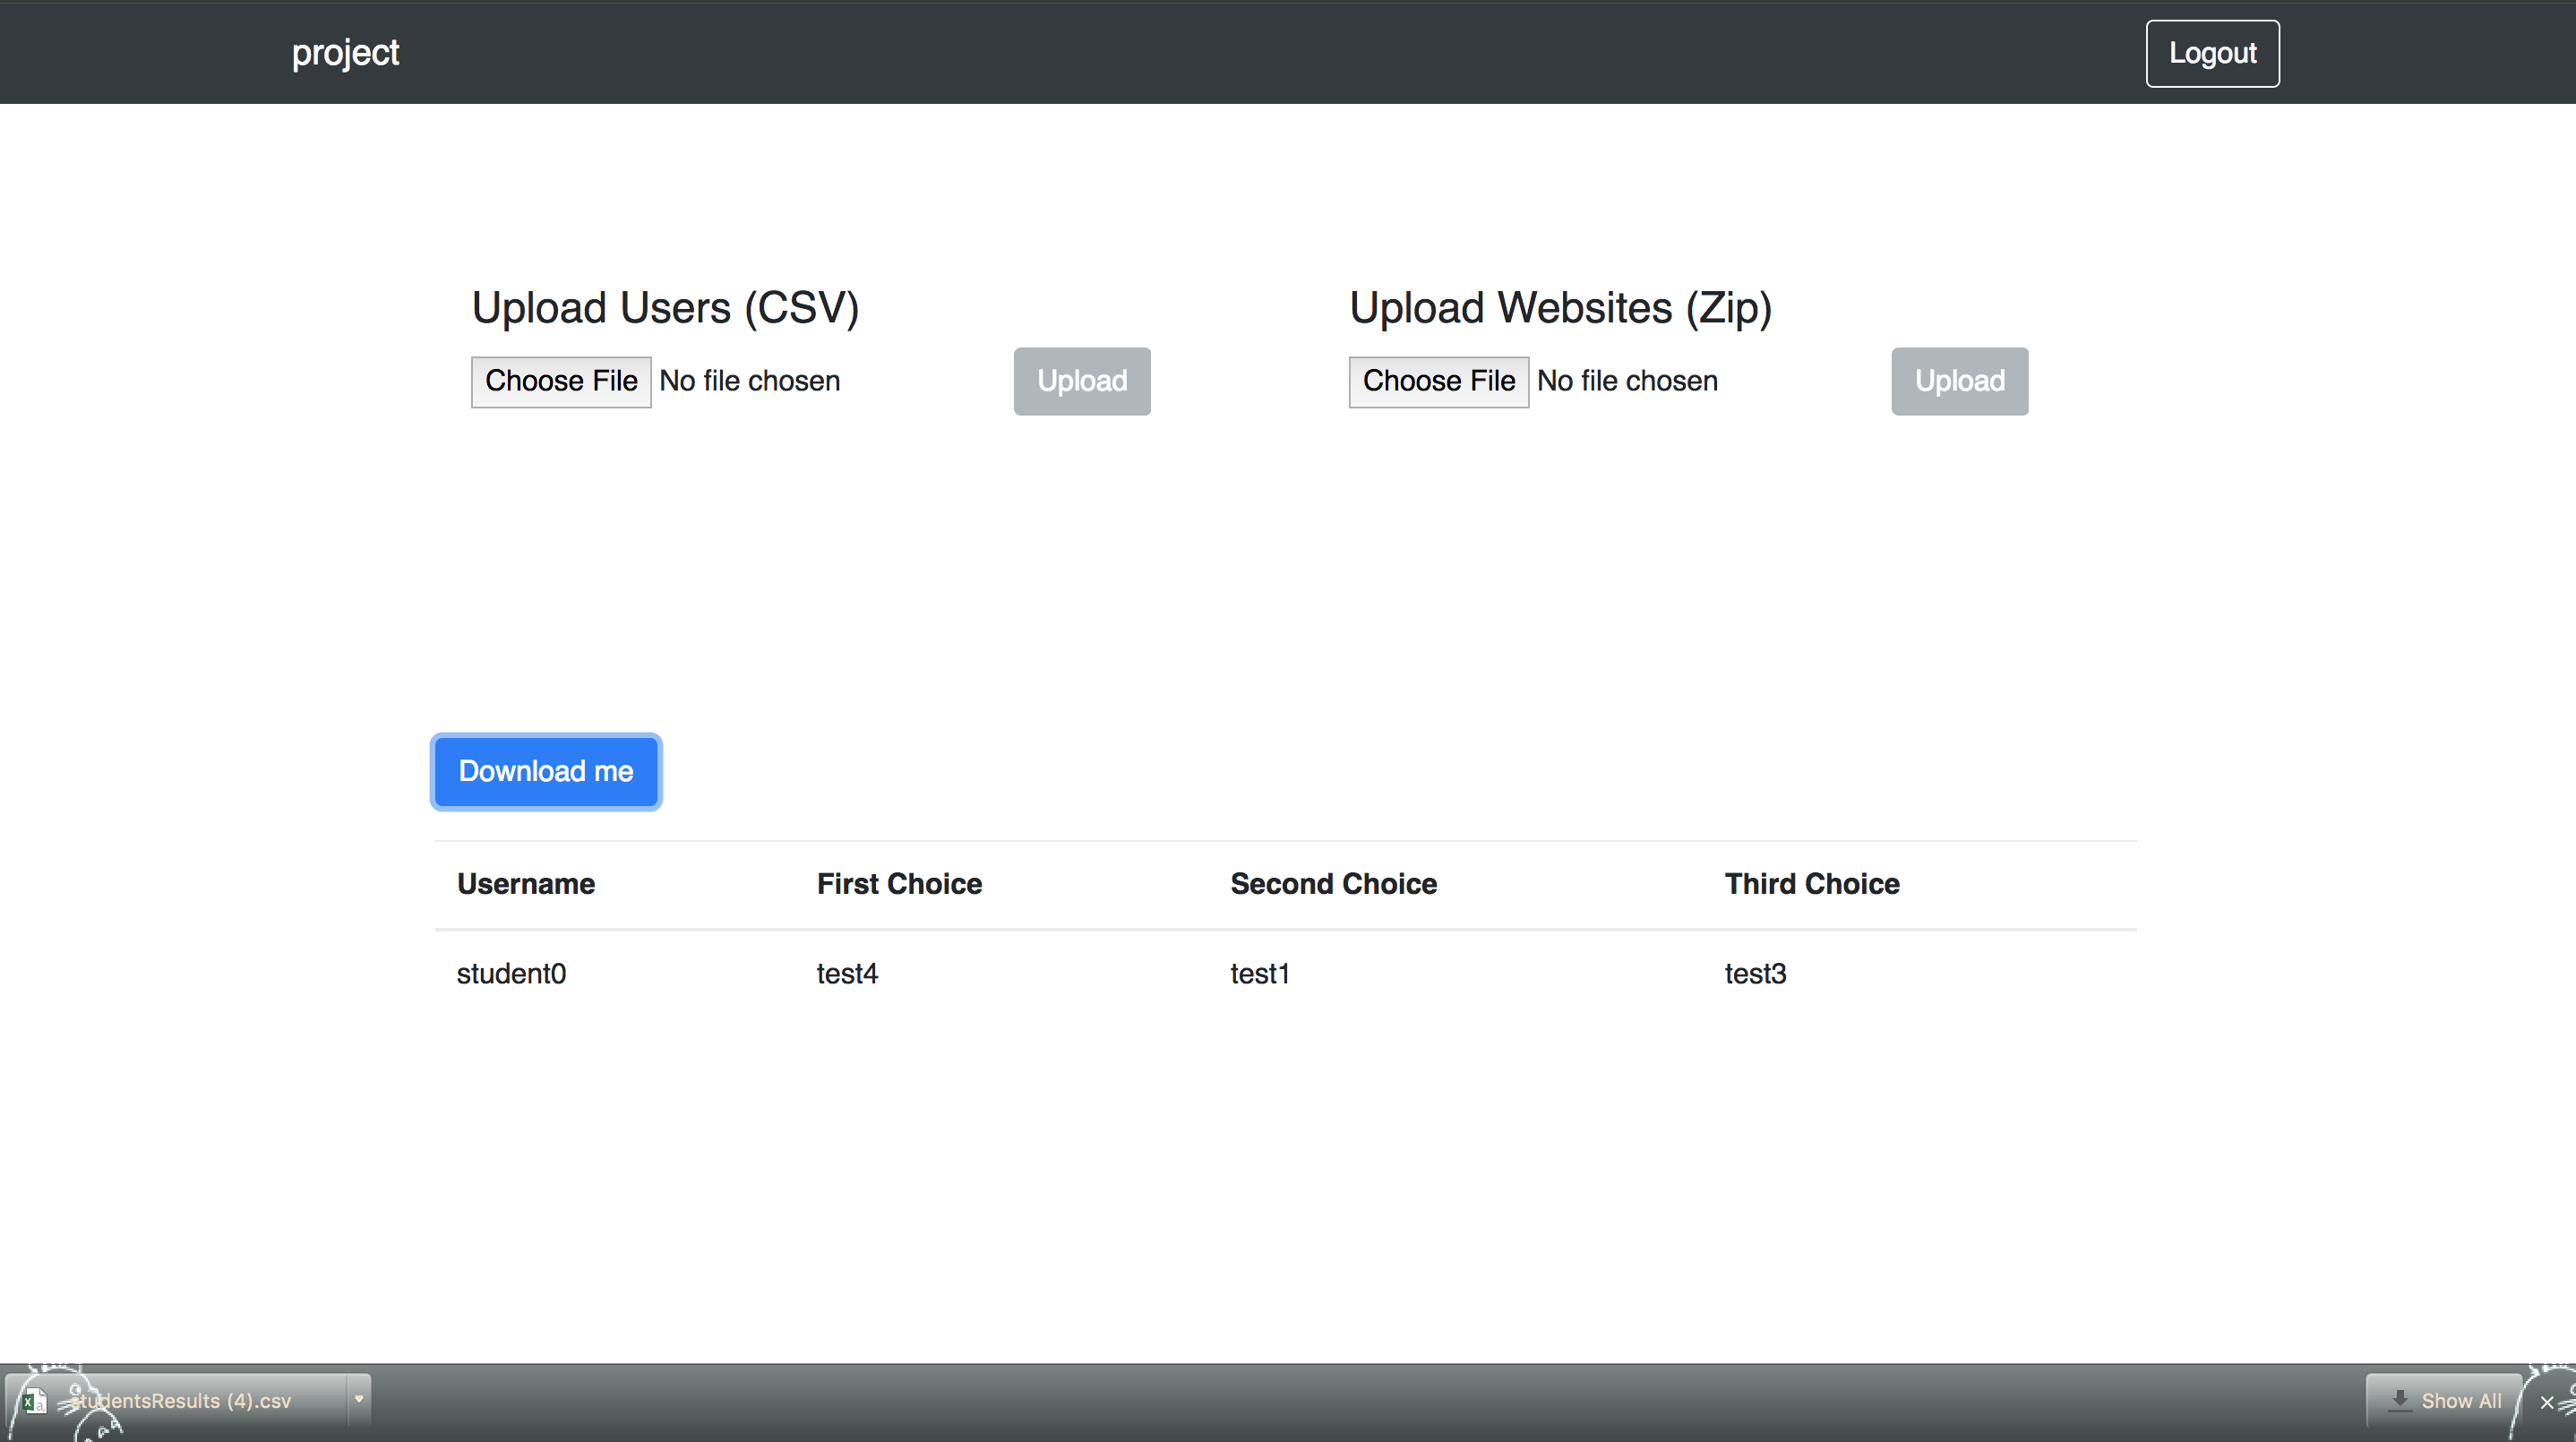 project
Logout
Upload Users (CSV)
Upload Websites (Zip)
Choose File No file chosen
Upload
Choose File No file chosen
Upload
Download me
Username First Choice Second Choice Third Choice
student0 test4 test1 test3
studentsResults (4).csv
Show All